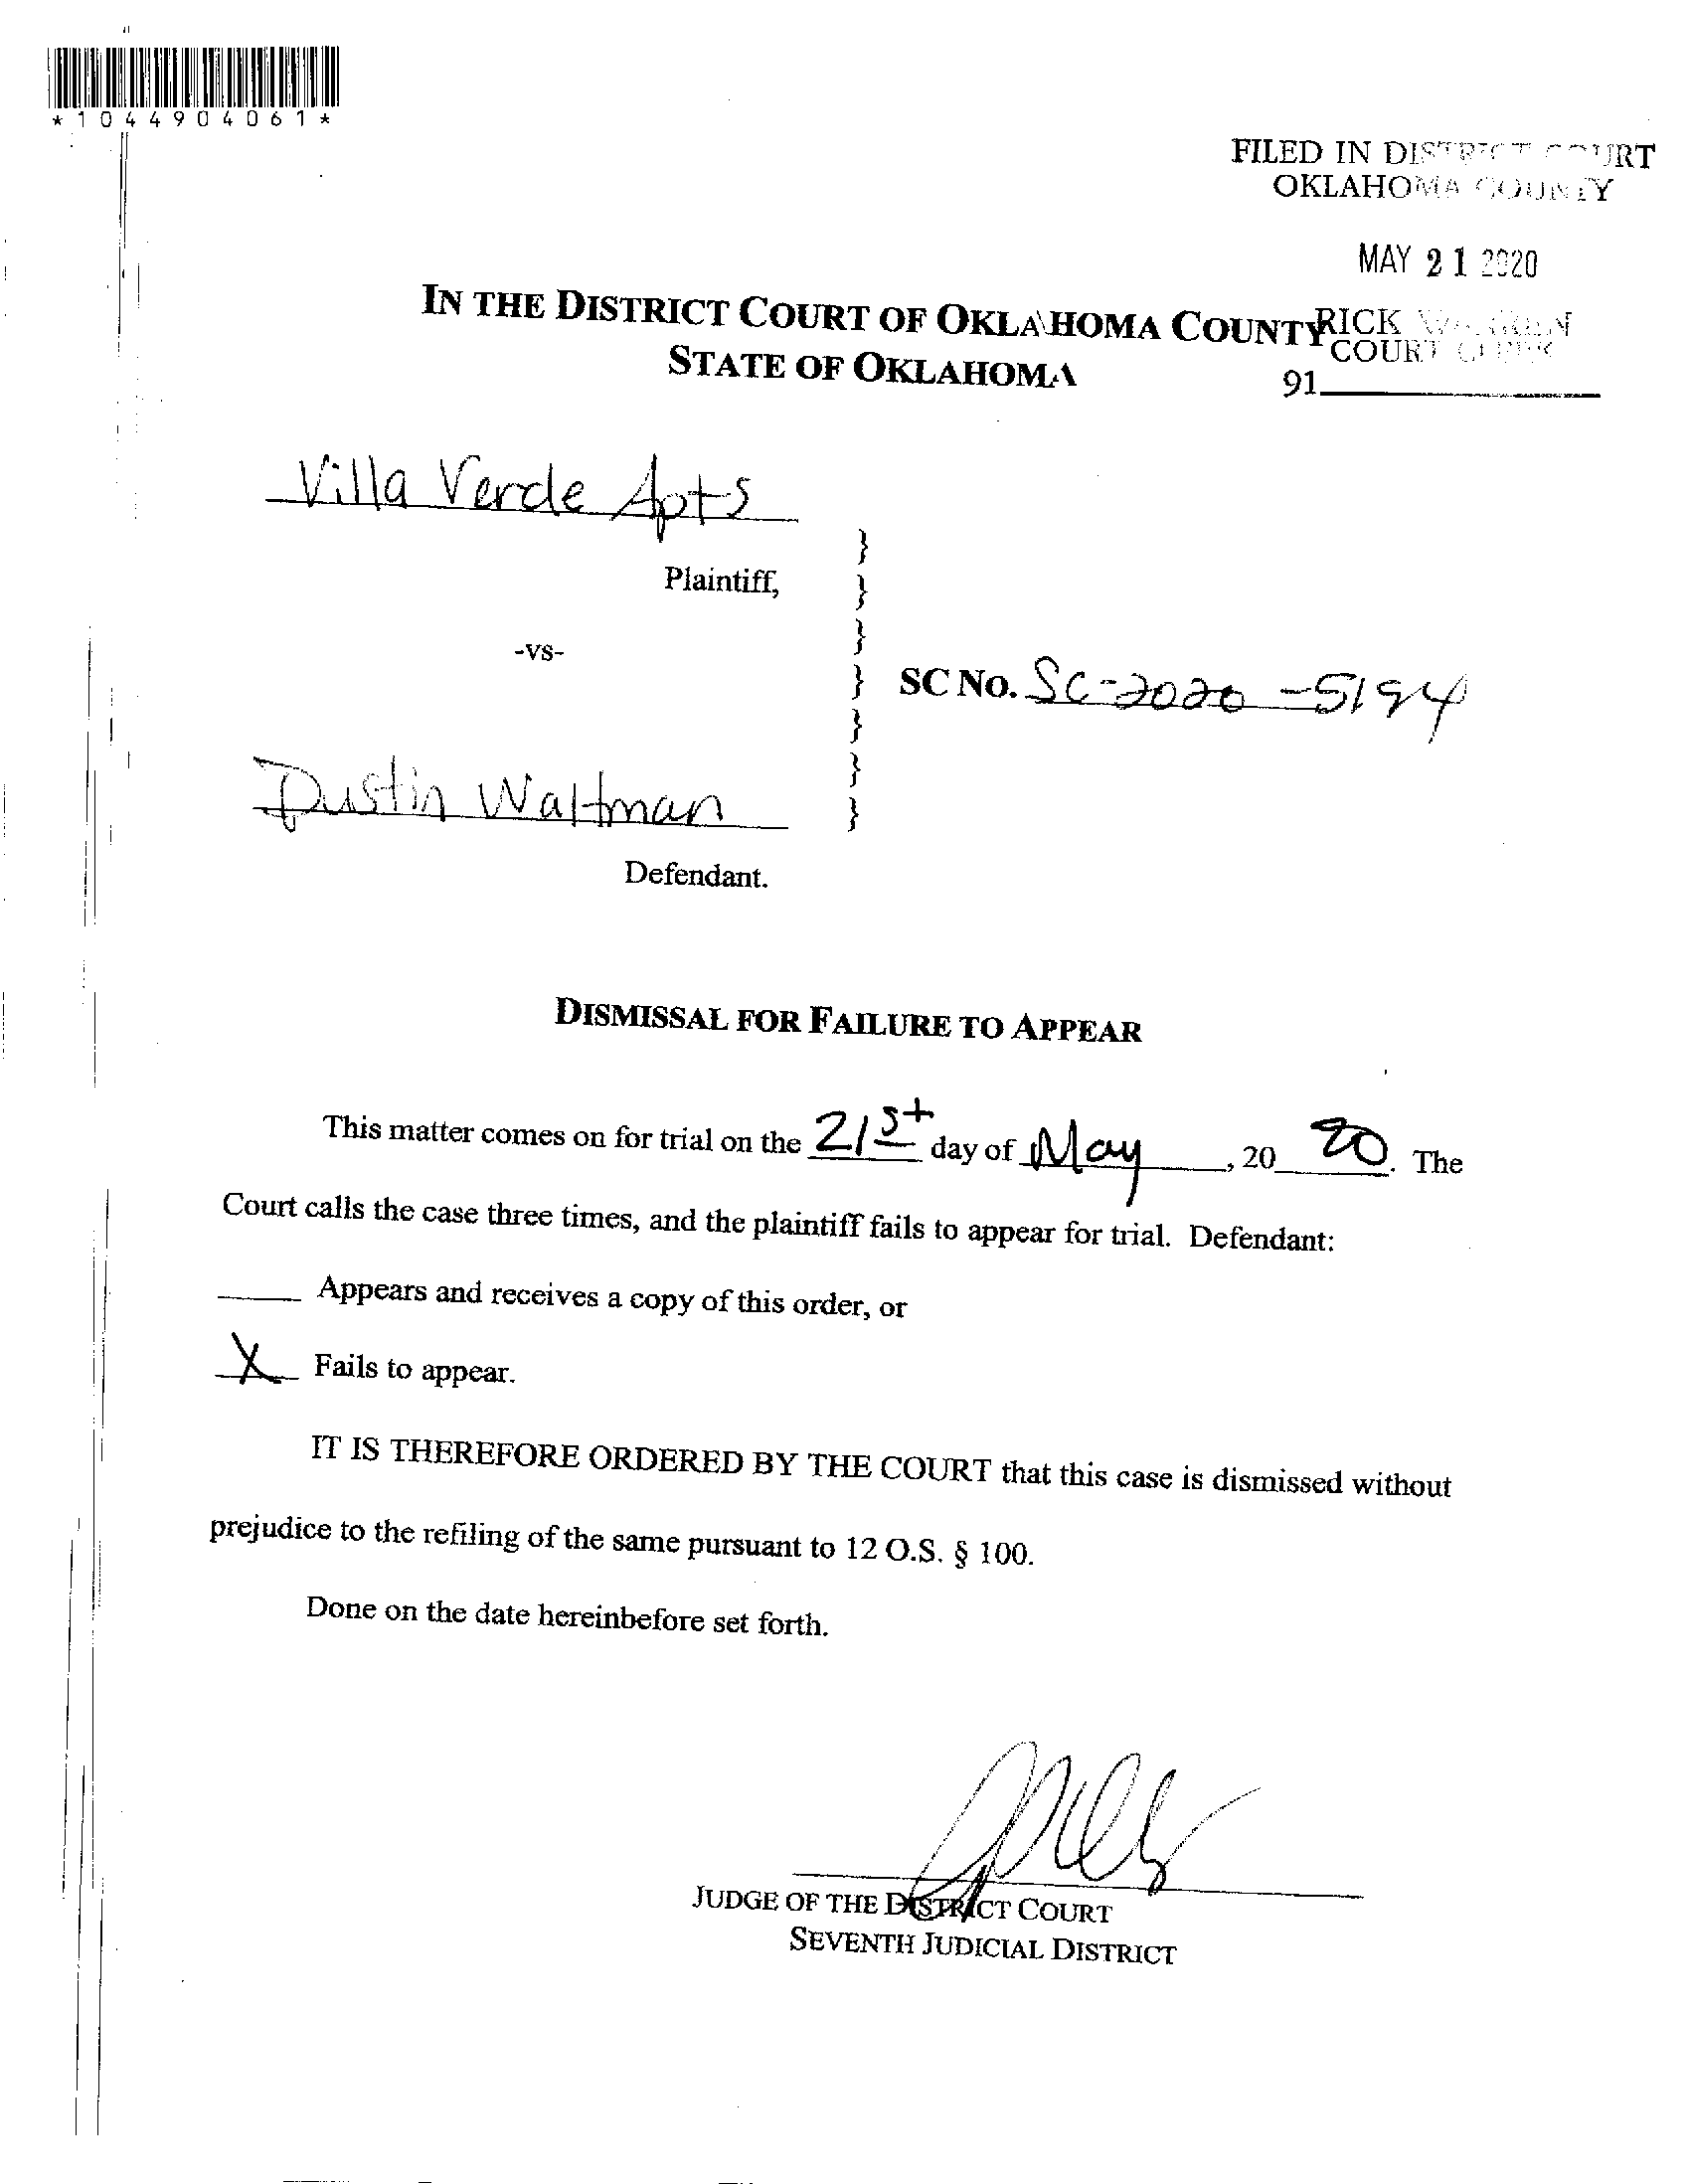 *1044904061*
FILED IN DISTRICT COURT
OKLAHOMA COUNTY
MAY 21 2020
IN THE DISTRICT COURT OF OKLAHOMA COUNTY
RICK
COURT CLERK
STATE OF OKLAHOMA
91
Villa Verde Apts
Plaintiff,
-vs-
SC NO. SC-2020-5194
Dustin Waltman
Defendant.
DISMISSAL FOR FAILURE TO APPEAR
This matter comes on for trial on the 21st day of May, 20 20. The
Court calls the case three times, and the plaintiff fails to appear for trial. Defendant:
Appears and receives a copy of this order, or
X Fails to appear.
IT IS THEREFORE ORDERED BY THE COURT that this case is dismissed without
prejudice to the refiling of the same pursuant to 12 O.S. § 100.
Done on the date hereinbefore set forth.
JUDGE OF THE DISTRICT COURT
SEVENTH JUDICIAL DISTRICT